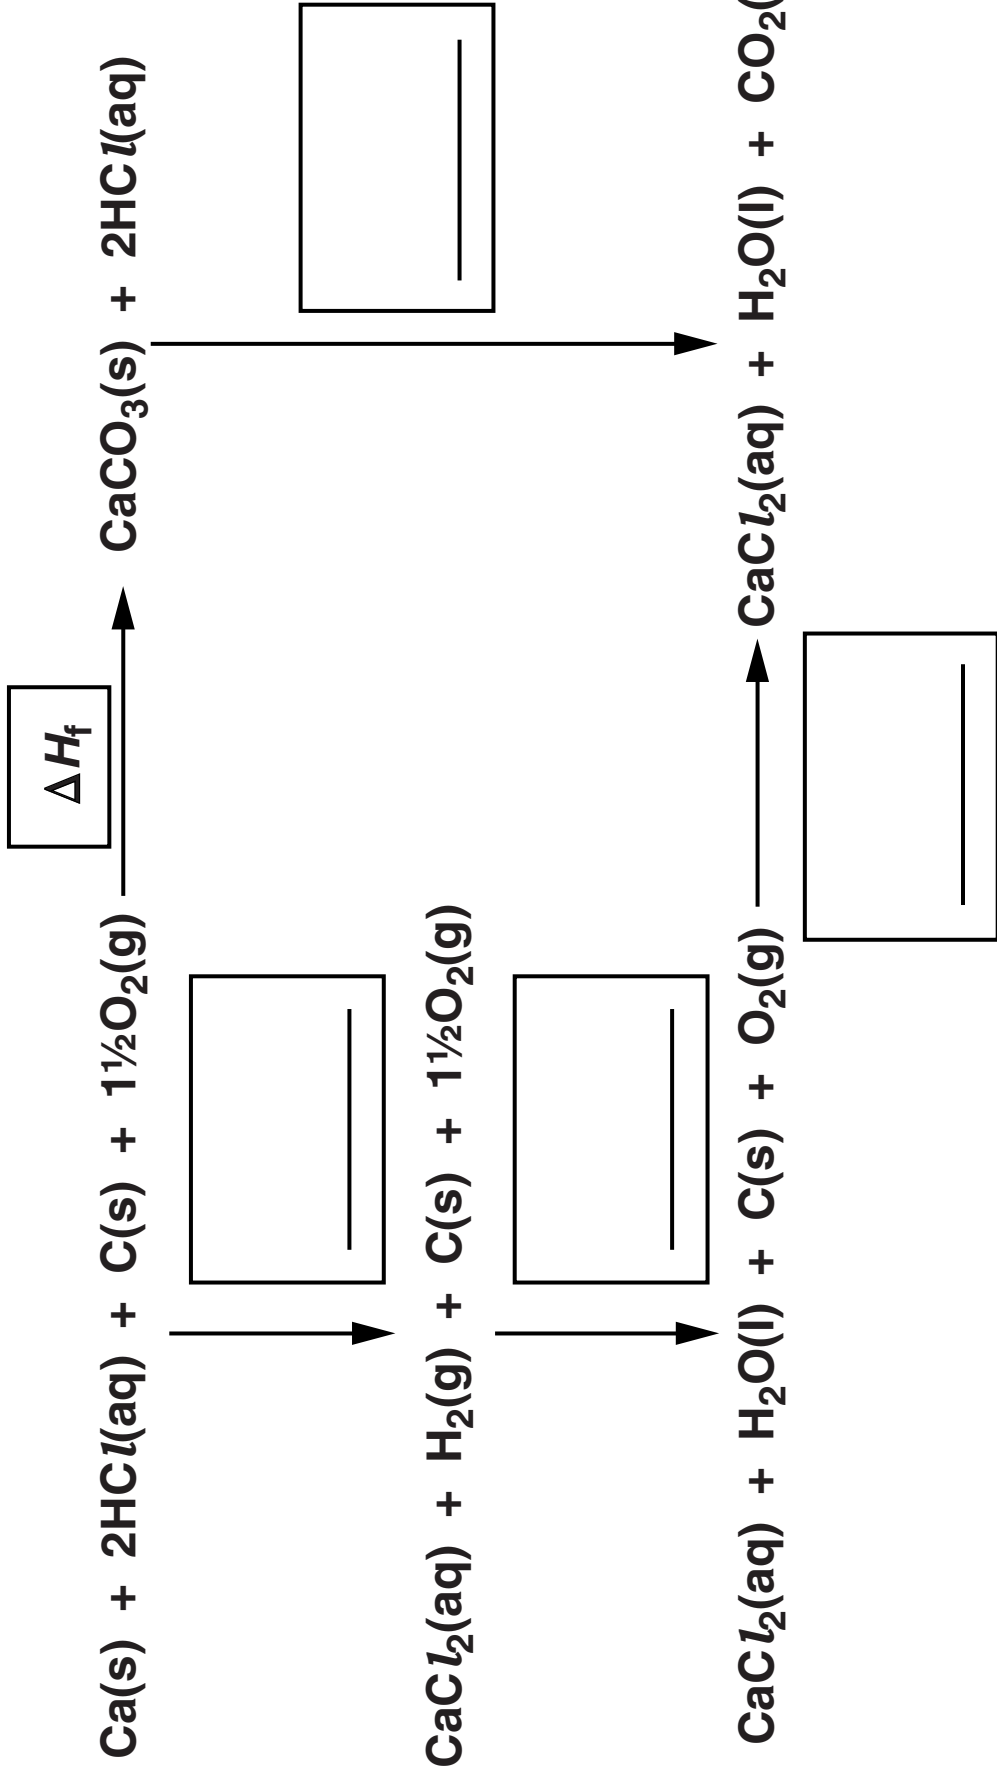 ΔH_f
Ca(s) + 2HCl(aq) + C(s) + 1½O₂(g)
CaCO₃(s) + 2HCl(aq)
CaCl₂(aq) + H₂(g) + C(s) + 1½O₂(g)
CaCl₂(aq) + H₂O(l) + C(s) + O₂(g)
CaCl₂(aq) + H₂O(l) + CO₂(